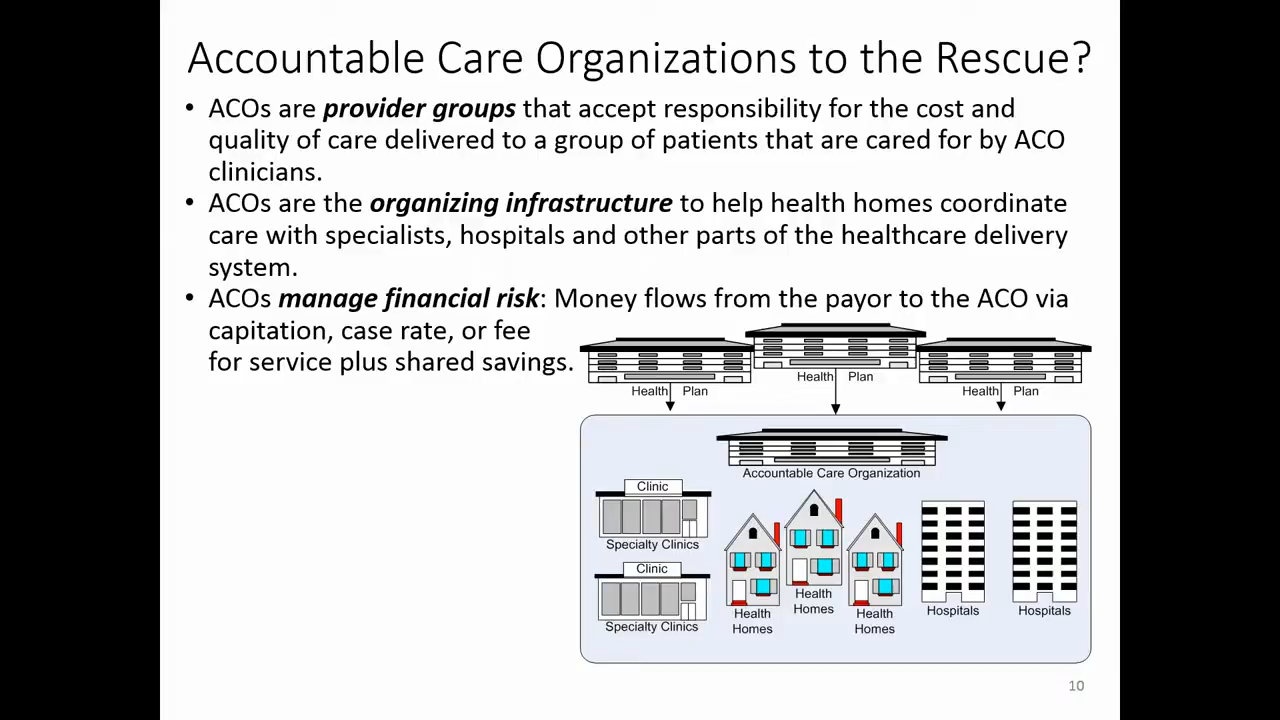 Accountable Care Organizations to the Rescue?
• ACOs are provider groups that accept responsibility for the cost and
quality of care delivered to a group of patients that are cared for by ACO
clinicians.
• ACOs are the organizing infrastructure to help health homes coordinate
care with specialists, hospitals and other parts of the healthcare delivery
system.
• ACOs manage financial risk: Money flows from the payor to the ACO via
capitation, case rate, or fee
for service plus shared savings.
Health Plan
Health Plan
Health Plan
Accountable Care Organization
Clinic
Specialty Clinics
Clinic
Specialty Clinics
Health
Homes
Health
Homes
Health
Homes
Hospitals
Hospitals
10